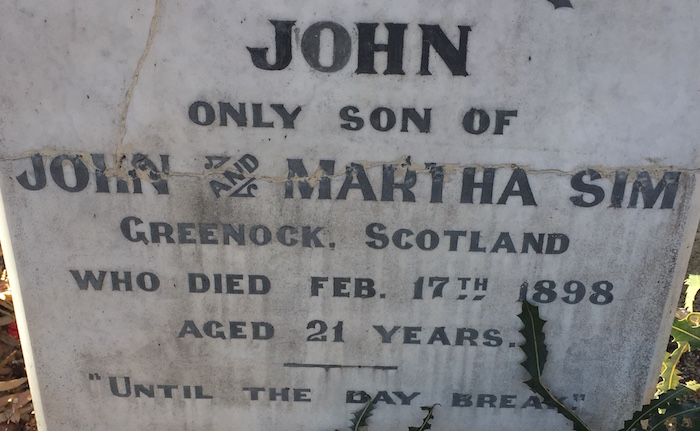 JOHN
ONLY SON OF
JOHN AND MARTHA SIM
GREENOCK. SCOTLAND
WHO DIED FEB. 17TH 1898
AGED 21 YEARS.
"UNTIL THE DAY BREAK."